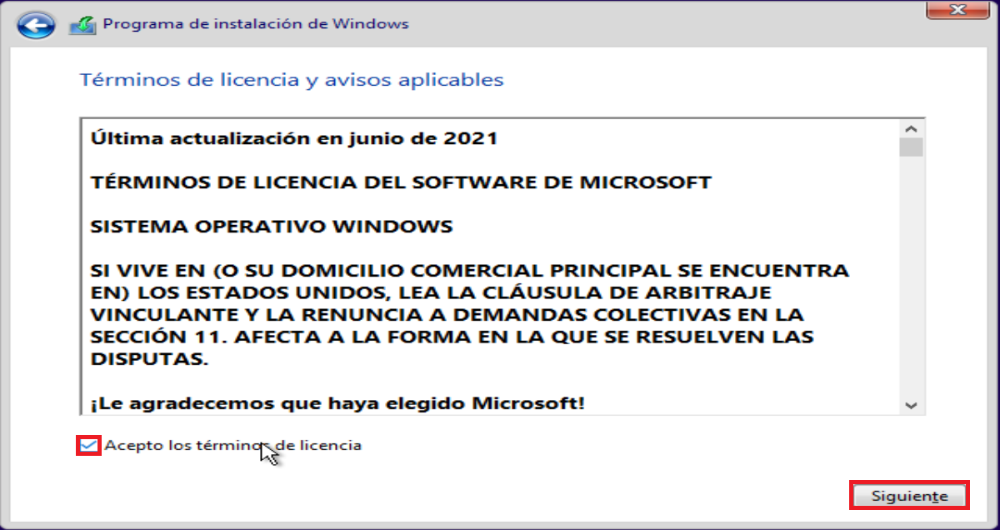 Programa de instalación de Windows
Términos de licencia y avisos aplicables
Última actualización en junio de 2021
TÉRMINOS DE LICENCIA DEL SOFTWARE DE MICROSOFT
SISTEMA OPERATIVO WINDOWS
SI VIVE EN (O SU DOMICILIO COMERCIAL PRINCIPAL SE ENCUENTRA
EN) LOS ESTADOS UNIDOS, LEA LA CLÁUSULA DE ARBITRAJE
VINCULANTE Y LA RENUNCIA A DEMANDAS COLECTIVAS EN LA
SECCIÓN 11. AFECTA A LA FORMA EN LA QUE SE RESUELVEN LAS
DISPUTAS.
¡Le agradecemos que haya elegido Microsoft!
Acepto los términos de licencia
Siguiente